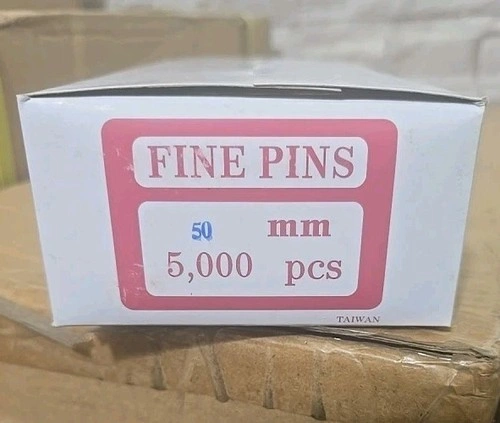 FINE PINS
50 mm
5,000 pcs
TAIWAN